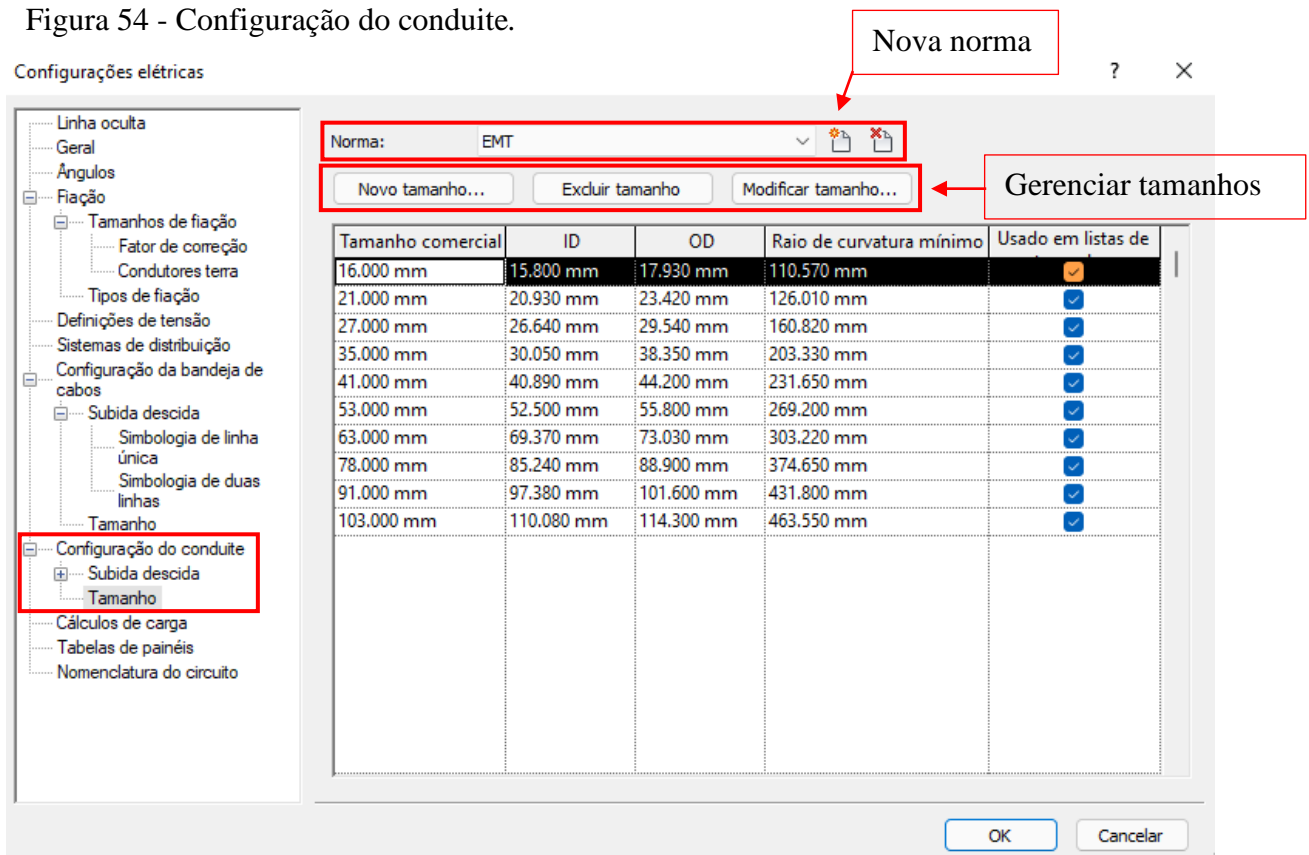 Figura 54 - Configuração do conduite.
Nova norma
Configurações elétricas
?
Linha oculta
Geral
Ângulos
Fiação
Tamanhos de fiação
Fator de correção
Condutores terra
Tipos de fiação
Definições de tensão
Sistemas de distribuição
Configuração da bandeja de
cabos
Subida descida
Simbologia de linha
única
Simbologia de duas
linhas
Tamanho
Configuração do conduite
Subida descida
Tamanho
Cálculos de carga
Tabelas de painéis
Nomenclatura do circuito
Norma: EMT
Novo tamanho... Excluir tamanho Modificar tamanho...
Gerenciar tamanhos
Tamanho comercial ID OD Raio de curvatura mínimo Usado em listas de
16.000 mm 15.800 mm 17.930 mm 110.570 mm
21.000 mm 20.930 mm 23.420 mm 126.010 mm
27.000 mm 26.640 mm 29.540 mm 160.820 mm
35.000 mm 30.050 mm 38.350 mm 203.330 mm
41.000 mm 40.890 mm 44.200 mm 231.650 mm
53.000 mm 52.500 mm 55.800 mm 269.200 mm
63.000 mm 69.370 mm 73.030 mm 303.220 mm
78.000 mm 85.240 mm 88.900 mm 374.650 mm
91.000 mm 97.380 mm 101.600 mm 431.800 mm
103.000 mm 110.080 mm 114.300 mm 463.550 mm
OK Cancelar